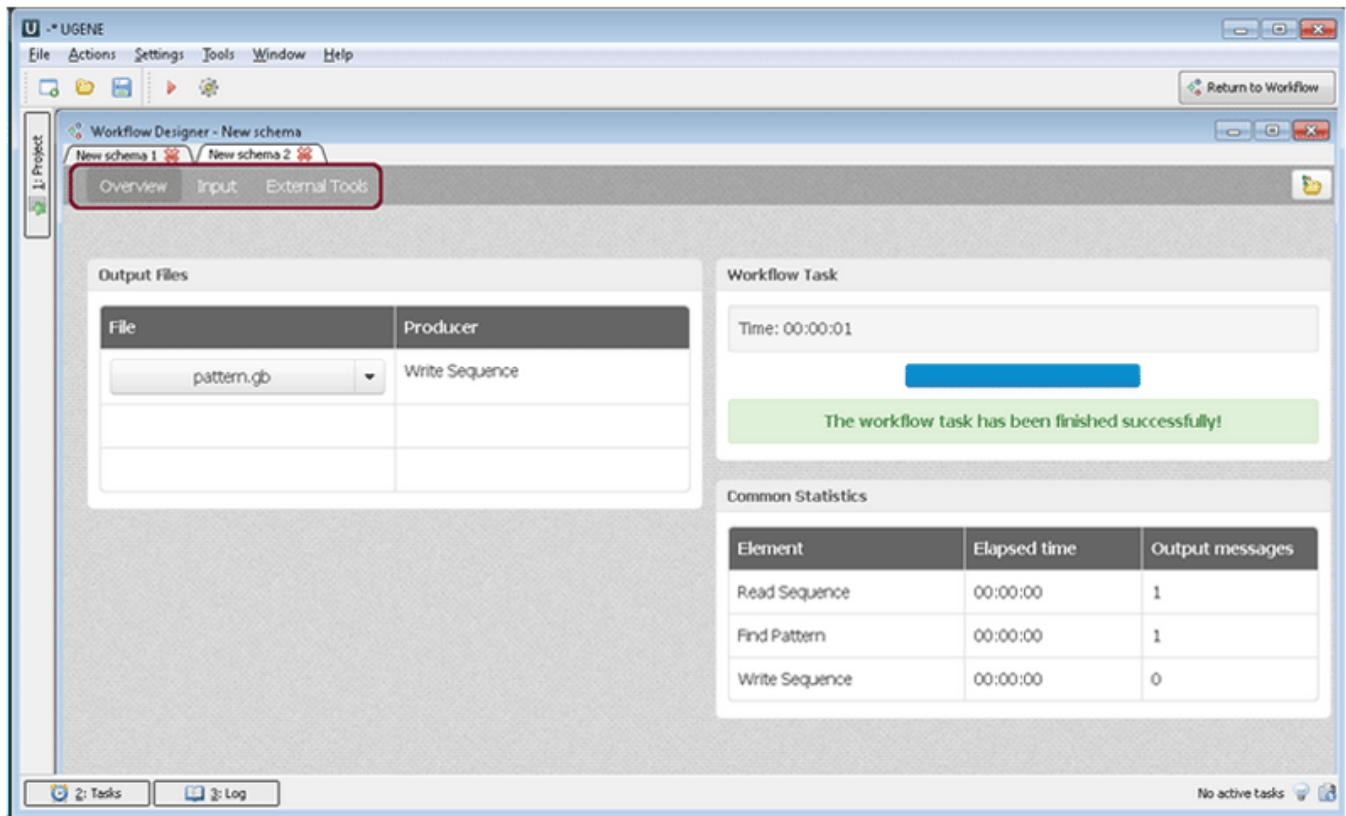 -* UGENE
File Actions Settings Tools Window Help
Return to Workflow
1: Project
Workflow Designer - New schema
New schema 1 New schema 2
Overview Input External Tools
Output Files
File Producer
pattern.gb Write Sequence
Workflow Task
Time: 00:00:01
The workflow task has been finished successfully!
Common Statistics
Element Elapsed time Output messages
Read Sequence 00:00:00 1
Find Pattern 00:00:00 1
Write Sequence 00:00:00 0
2: Tasks 3: Log No active tasks